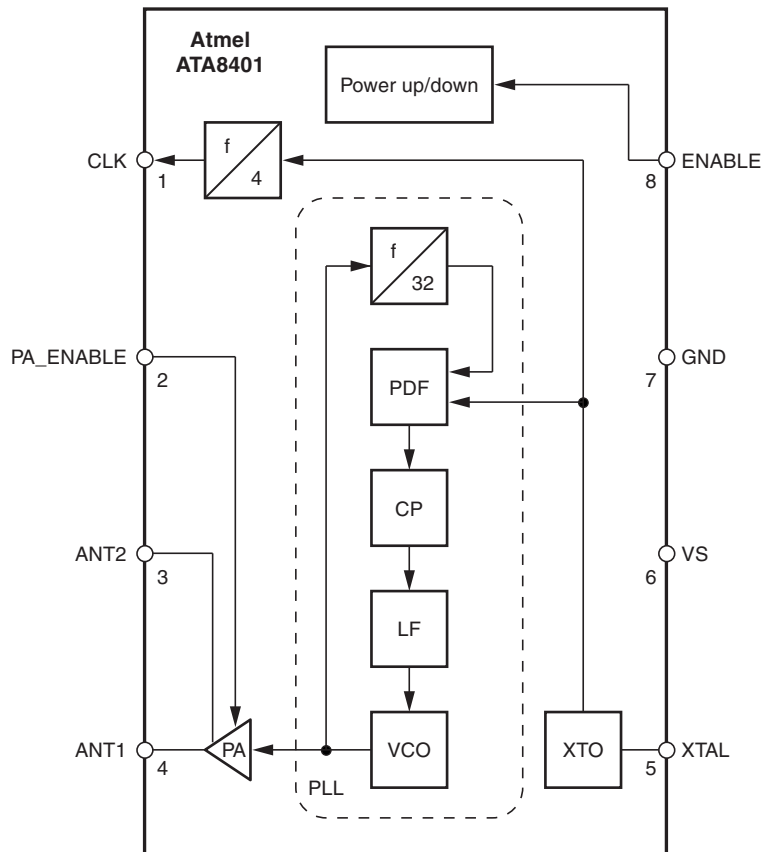 Atmel
ATA8401
Power up/down
CLK
1
f
4
ENABLE
8
f
32
PA_ENABLE
2
PDF
GND
7
CP
ANT2
3
VS
6
LF
ANT1
4
PA
VCO
XTO
XTAL
5
PLL